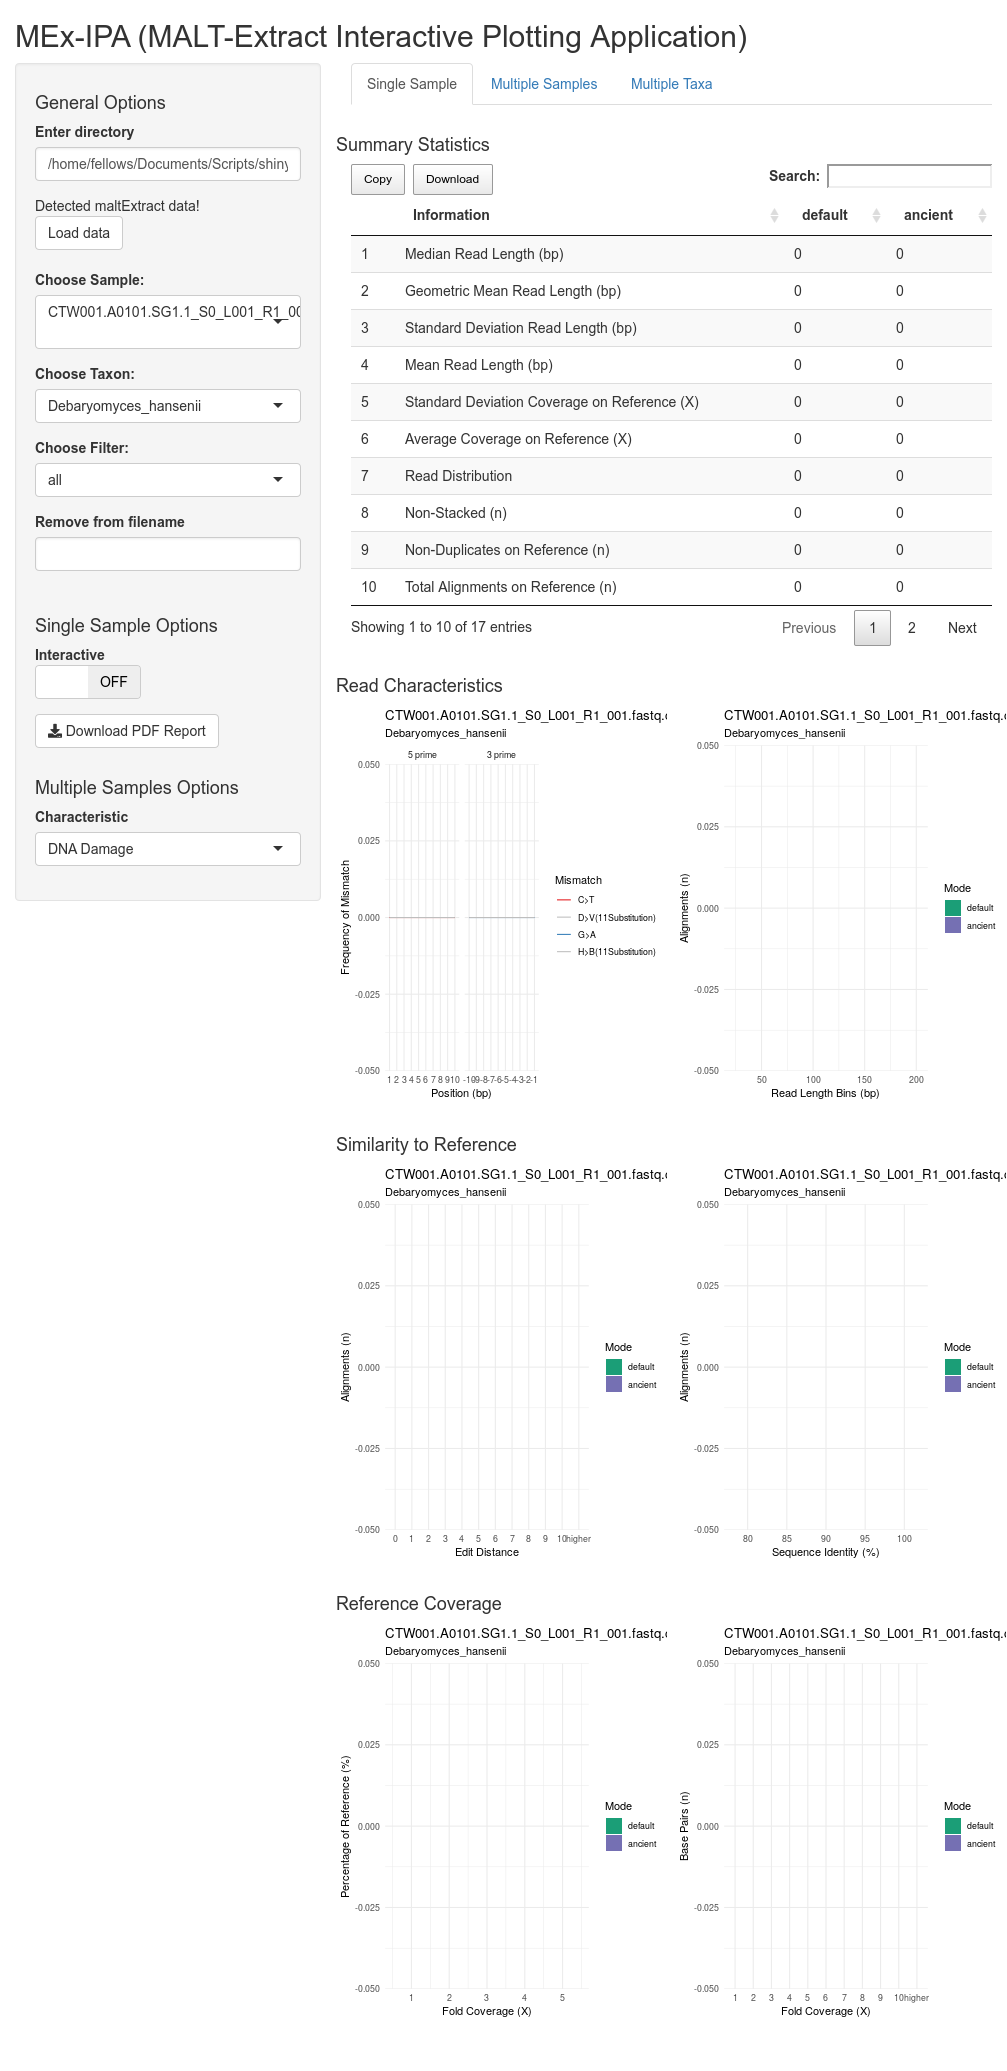 MEx-IPA (MALT-Extract Interactive Plotting Application)
General Options
Enter directory
/home/fellows/Documents/Scripts/shiny
Detected maltExtract data!
Load data
Choose Sample:
CTW001.A0101.SG1.1_S0_L001_R1_00
Choose Taxon:
Debaryomyces_hansenii
Choose Filter:
all
Remove from filename
Single Sample Options
Interactive
OFF
Download PDF Report
Multiple Samples Options
Characteristic
DNA Damage
Single Sample Multiple Samples Multiple Taxa
Summary Statistics
Copy Download Search:
Information default ancient
1 Median Read Length (bp) 0 0
2 Geometric Mean Read Length (bp) 0 0
3 Standard Deviation Read Length (bp) 0 0
4 Mean Read Length (bp) 0 0
5 Standard Deviation Coverage on Reference (X) 0 0
6 Average Coverage on Reference (X) 0 0
7 Read Distribution 0 0
8 Non-Stacked (n) 0 0
9 Non-Duplicates on Reference (n) 0 0
10 Total Alignments on Reference (n) 0 0
Showing 1 to 10 of 17 entries Previous 1 2 Next
Read Characteristics
CTW001.A0101.SG1.1_S0_L001_R1_001.fastq.
Debaryomyces_hansenii
5 prime 3 prime
0.050
0.025
0.000
-0.025
-0.050
Frequency of Mismatch
1 2 3 4 5 6 7 8 9 10 -10-9-8-7-6-5-4-3-2-1
Position (bp)
Mismatch
C>T
D>V(11Substitution)
G>A
H>B(11Substitution)
CTW001.A0101.SG1.1_S0_L001_R1_001.fastq.
Debaryomyces_hansenii
0.050
0.025
0.000
-0.025
-0.050
Alignments (n)
50 100 150 200
Read Length Bins (bp)
Mode
default
ancient
Similarity to Reference
CTW001.A0101.SG1.1_S0_L001_R1_001.fastq.
Debaryomyces_hansenii
0.050
0.025
0.000
-0.025
-0.050
Alignments (n)
0 1 2 3 4 5 6 7 8 9 10higher
Edit Distance
Mode
default
ancient
CTW001.A0101.SG1.1_S0_L001_R1_001.fastq.
Debaryomyces_hansenii
0.050
0.025
0.000
-0.025
-0.050
Alignments (n)
80 85 90 95 100
Sequence Identity (%)
Mode
default
ancient
Reference Coverage
CTW001.A0101.SG1.1_S0_L001_R1_001.fastq.
Debaryomyces_hansenii
0.050
0.025
0.000
-0.025
-0.050
Percentage of Reference (%)
1 2 3 4 5
Fold Coverage (X)
Mode
default
ancient
CTW001.A0101.SG1.1_S0_L001_R1_001.fastq.
Debaryomyces_hansenii
0.050
0.025
0.000
-0.025
-0.050
Base Pairs (n)
1 2 3 4 5 6 7 8 9 10higher
Fold Coverage (X)
Mode
default
ancient